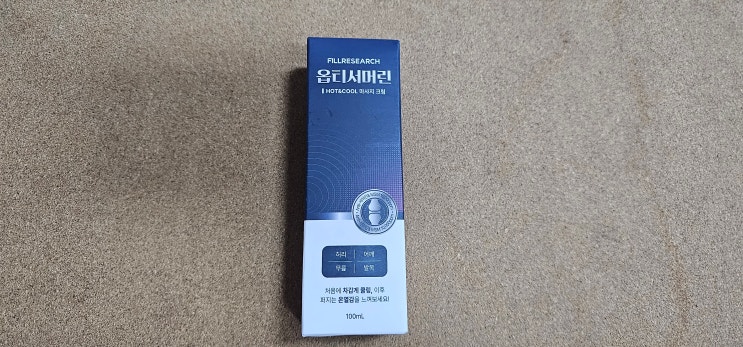 FILLRESEARCH
옵티서머린
HOT&COOL 마사지 크림
허리 어깨
무릎 발목
처음에 차갑게 쿨링, 이후
퍼지는 온열감을 느껴보세요!
100mL